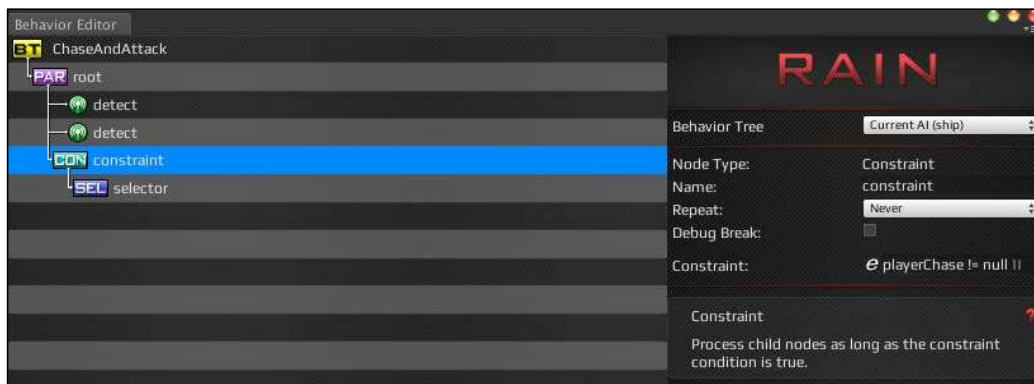 Behavior Editor
BT ChaseAndAttack
PAR root
detect
detect
CON constraint
SEL selector
RAIN
Behavior Tree Current AI (ship)
Node Type: Constraint
Name: constraint
Repeat: Never
Debug Break:
Constraint: e playerChase != null ||
Constraint ?
Process child nodes as long as the constraint
condition is true.